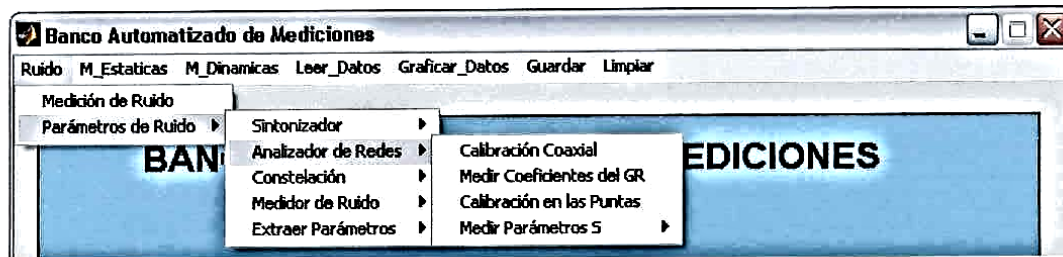 Banco Automatizado de Mediciones
Ruido M_Estaticas M_Dinamicas Leer_Datos Graficar_Datos Guardar Limpiar
Medición de Ruido
Parámetros de Ruido
Sintonizador
Analizador de Redes
Constelación
Medidor de Ruido
Extraer Parámetros
Calibración Coaxial
Medir Coeficientes del GR
Calibración en las Puntas
Medir Parámetros S
BAN EDICIONES